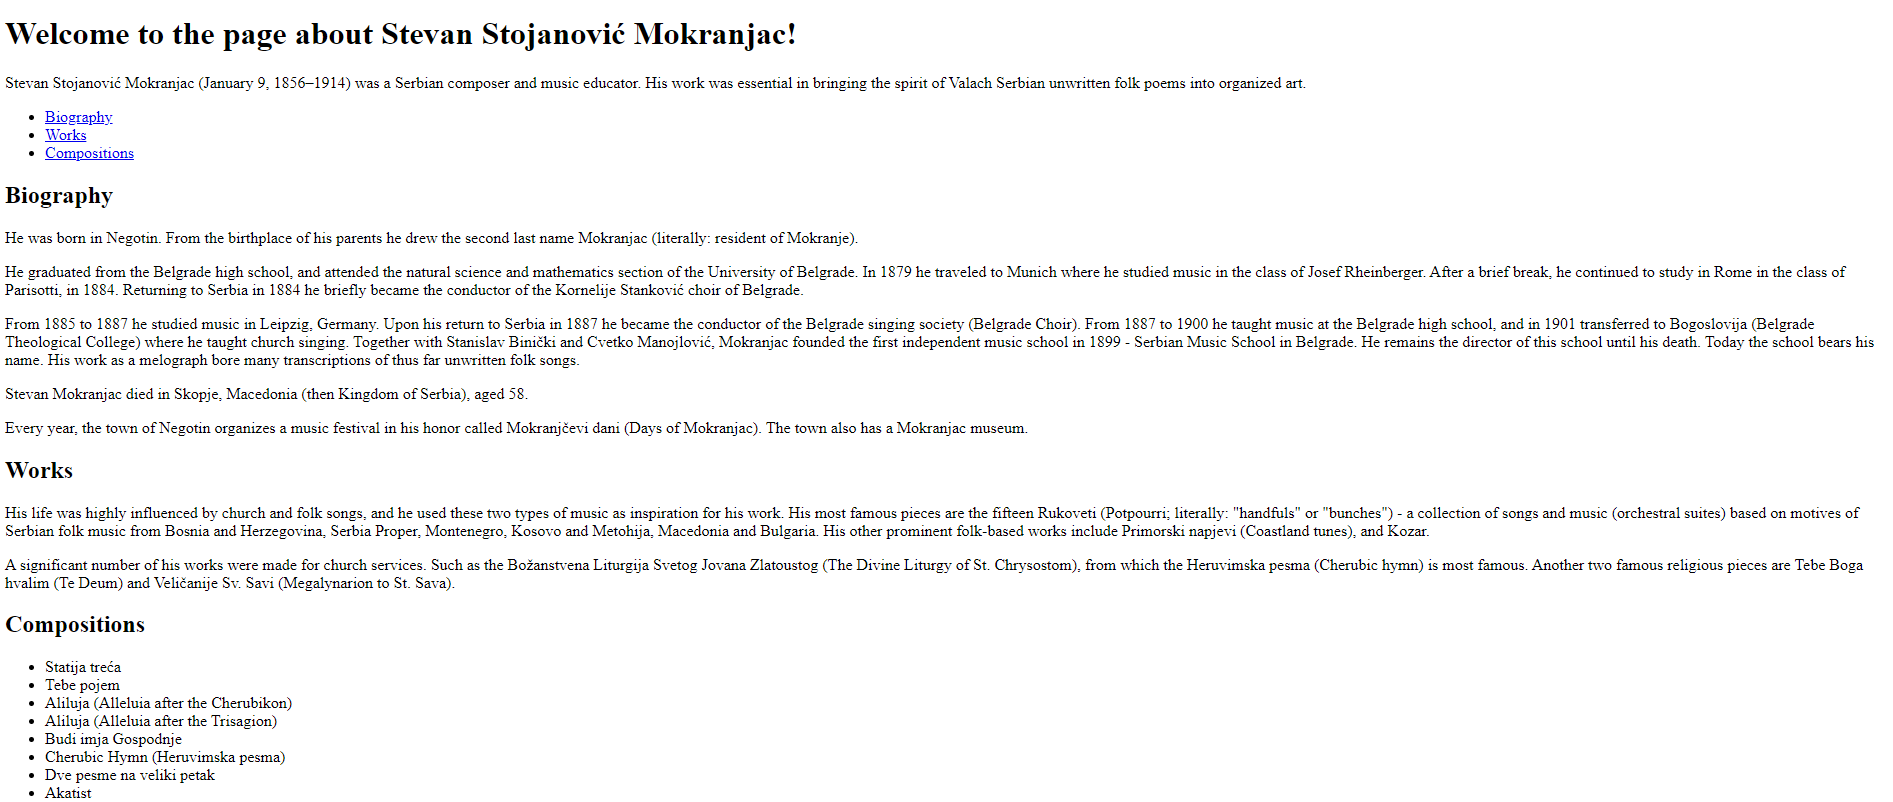 Welcome to the page about Stevan Stojanović Mokranjac!
Stevan Stojanović Mokranjac (January 9, 1856–1914) was a Serbian composer and music educator. His work was essential in bringing the spirit of Valach Serbian unwritten folk poems into organized art.
Biography
Works
Compositions
Biography
He was born in Negotin. From the birthplace of his parents he drew the second last name Mokranjac (literally: resident of Mokranje).
He graduated from the Belgrade high school, and attended the natural science and mathematics section of the University of Belgrade. In 1879 he traveled to Munich where he studied music in the class of Josef Rheinberger. After a brief break, he continued to study in Rome in the class of
Parisotti, in 1884. Returning to Serbia in 1884 he briefly became the conductor of the Kornelije Stanković choir of Belgrade.
From 1885 to 1887 he studied music in Leipzig, Germany. Upon his return to Serbia in 1887 he became the conductor of the Belgrade singing society (Belgrade Choir). From 1887 to 1900 he taught music at the Belgrade high school, and in 1901 transferred to Bogoslovija (Belgrade
Theological College) where he taught church singing. Together with Stanislav Binički and Cvetko Manojlović, Mokranjac founded the first independent music school in 1899 - Serbian Music School in Belgrade. He remains the director of this school until his death. Today the school bears his
name. His work as a melograph bore many transcriptions of thus far unwritten folk songs.
Stevan Mokranjac died in Skopje, Macedonia (then Kingdom of Serbia), aged 58.
Every year, the town of Negotin organizes a music festival in his honor called Mokranjčevi dani (Days of Mokranjac). The town also has a Mokranjac museum.
Works
His life was highly influenced by church and folk songs, and he used these two types of music as inspiration for his work. His most famous pieces are the fifteen Rukoveti (Potpourri; literally: "handfuls" or "bunches") - a collection of songs and music (orchestral suites) based on motives of
Serbian folk music from Bosnia and Herzegovina, Serbia Proper, Montenegro, Kosovo and Metohija, Macedonia and Bulgaria. His other prominent folk-based works include Primorski napjevi (Coastland tunes), and Kozar.
A significant number of his works were made for church services. Such as the Božanstvena Liturgija Svetog Jovana Zlatoustog (The Divine Liturgy of St. Chrysostom), from which the Heruvimska pesma (Cherubic hymn) is most famous. Another two famous religious pieces are Tebe Boga
hvalim (Te Deum) and Veličanije Sv. Savi (Megalynarion to St. Sava).
Compositions
Statija treća
Tebe pojem
Aliluja (Alleluia after the Cherubikon)
Aliluja (Alleluia after the Trisagion)
Budi imja Gospodnje
Cherubic Hymn (Heruvimska pesma)
Dve pesme na veliki petak
Akatist